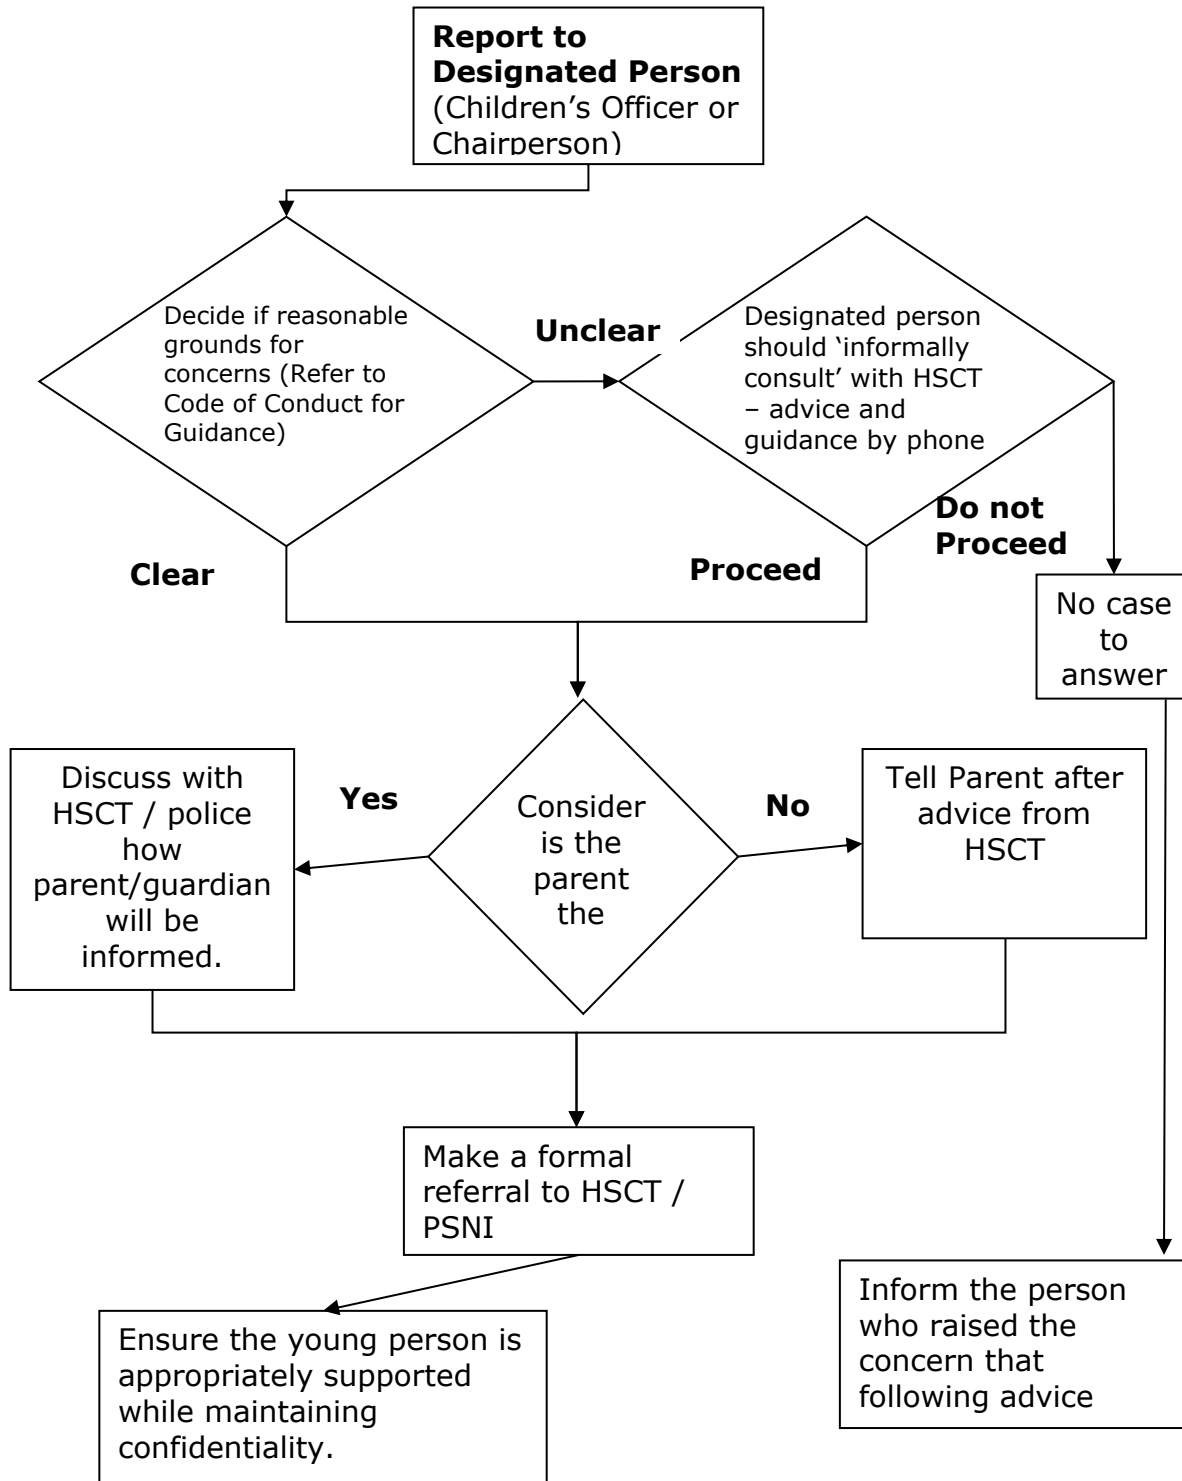 Report to
Designated Person
(Children's Officer or
Chairperson)
Decide if reasonable
grounds for
concerns (Refer to
Code of Conduct for
Guidance)
Unclear
Designated person
should ‘informally
consult’ with HSCT
– advice and
guidance by phone
Clear
Proceed
Do not
Proceed
No case
to
answer
Discuss with
HSCT / police
how
parent/guardian
will be
informed.
Yes
Consider
is the
parent
the
No
Tell Parent after
advice from
HSCT
Make a formal
referral to HSCT /
PSNI
Ensure the young person is
appropriately supported
while maintaining
confidentiality.
Inform the person
who raised the
concern that
following advice